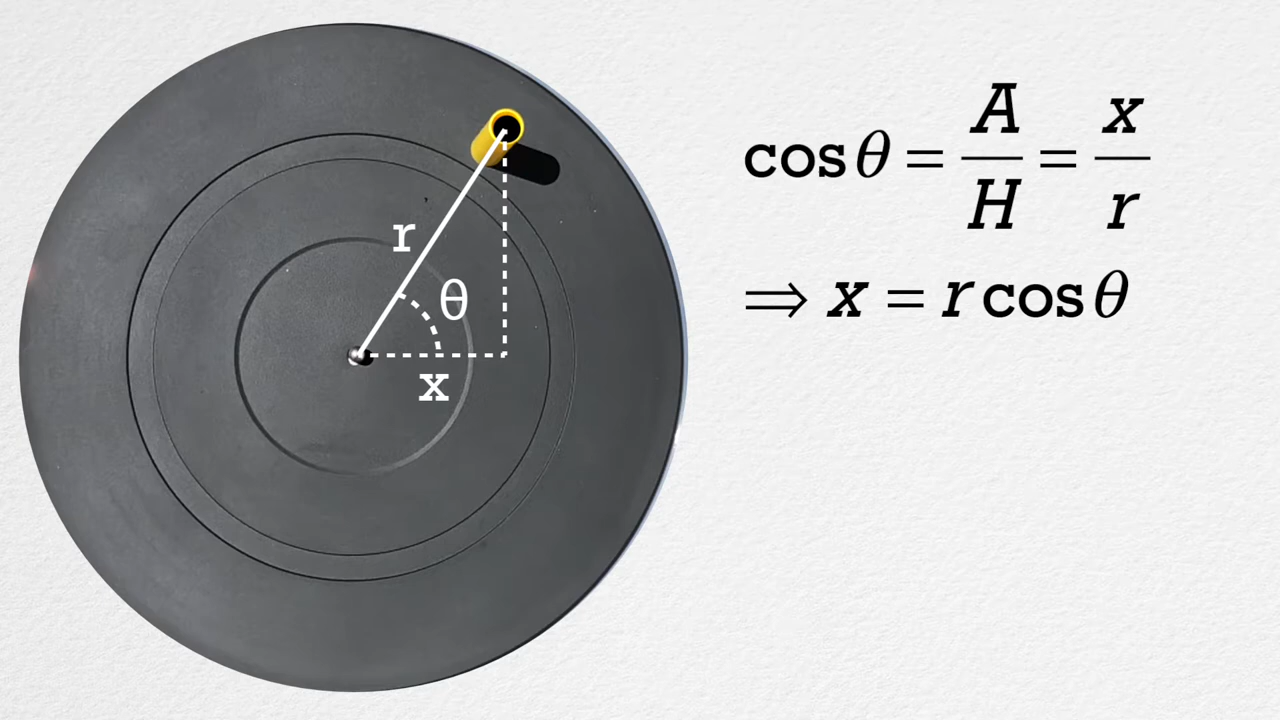 r
θ
x
cos θ = A/H = x/r
⇒ x = r cos θ